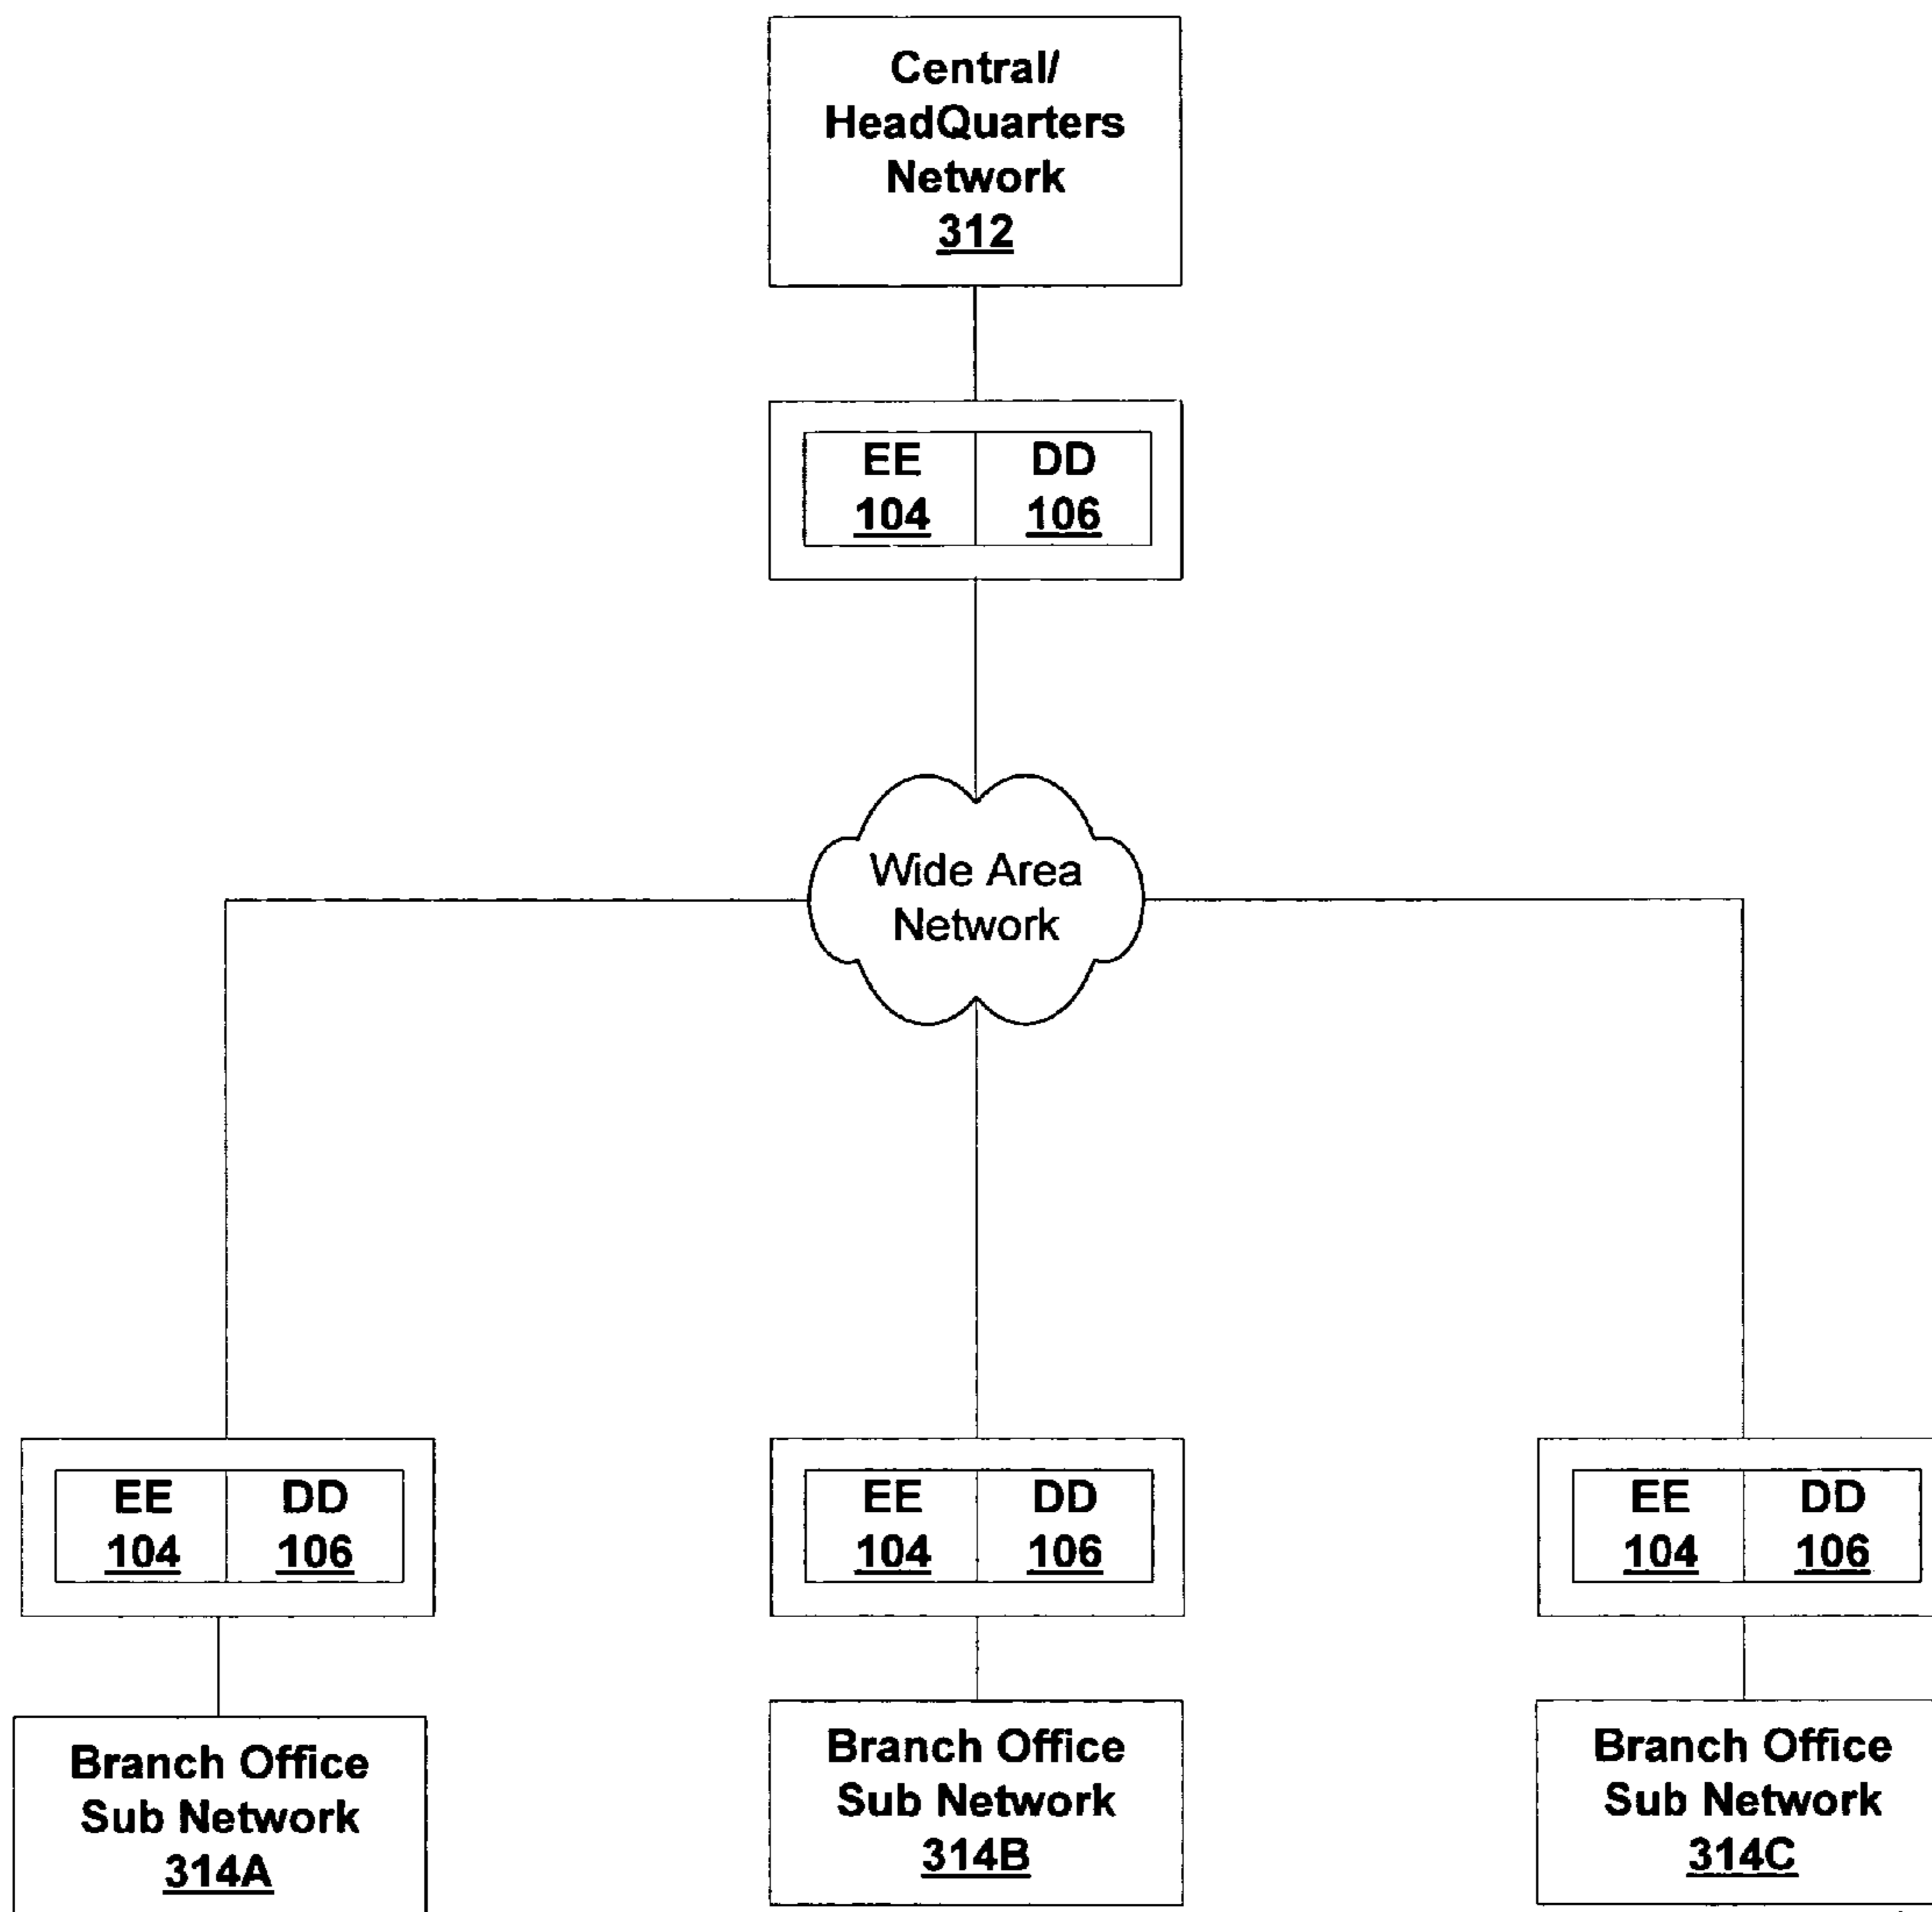 Central/
HeadQuarters
Network
312
EE DD
104 106
Wide Area
Network
EE DD
104 106
EE DD
104 106
EE DD
104 106
Branch Office
Sub Network
314A
Branch Office
Sub Network
314B
Branch Office
Sub Network
314C